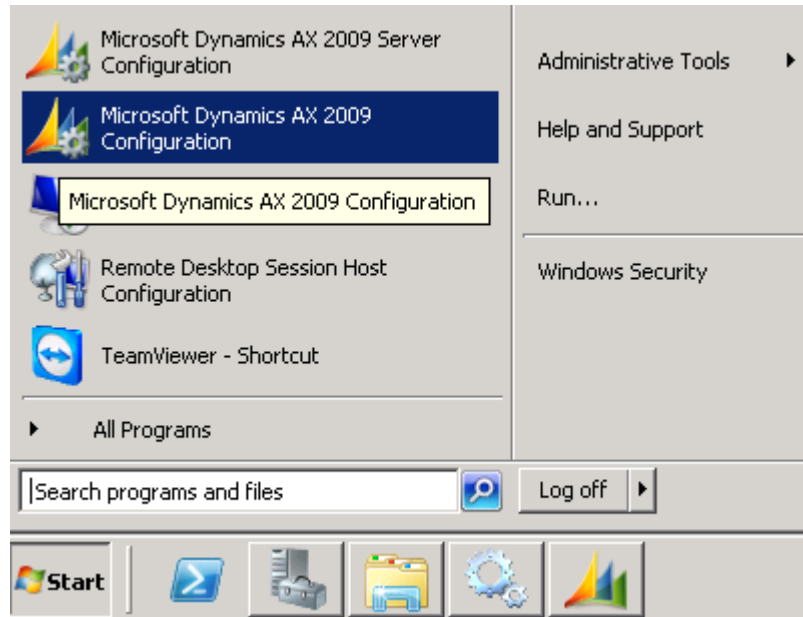 Microsoft Dynamics AX 2009 Server
Configuration
Microsoft Dynamics AX 2009
Configuration
Microsoft Dynamics AX 2009 Configuration
Remote Desktop Session Host
Configuration
TeamViewer - Shortcut
All Programs
Search programs and files
Administrative Tools
Help and Support
Run...
Windows Security
Log off
Start